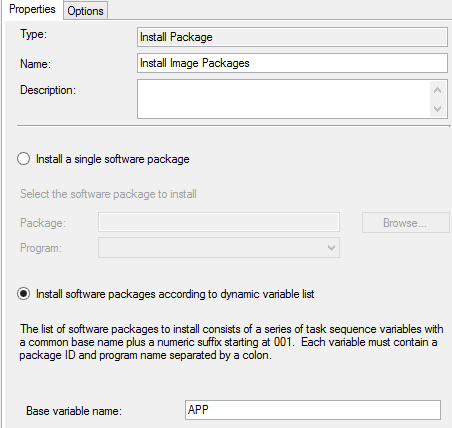 Properties Options
Type: Install Package
Name: Install Image Packages
Description:
Install a single software package
Select the software package to install
Package: Browse...
Program:
Install software packages according to dynamic variable list
The list of software packages to install consists of a series of task sequence variables with
a common base name plus a numeric suffix starting at 001. Each variable must contain a
package ID and program name separated by a colon.
Base variable name: APP